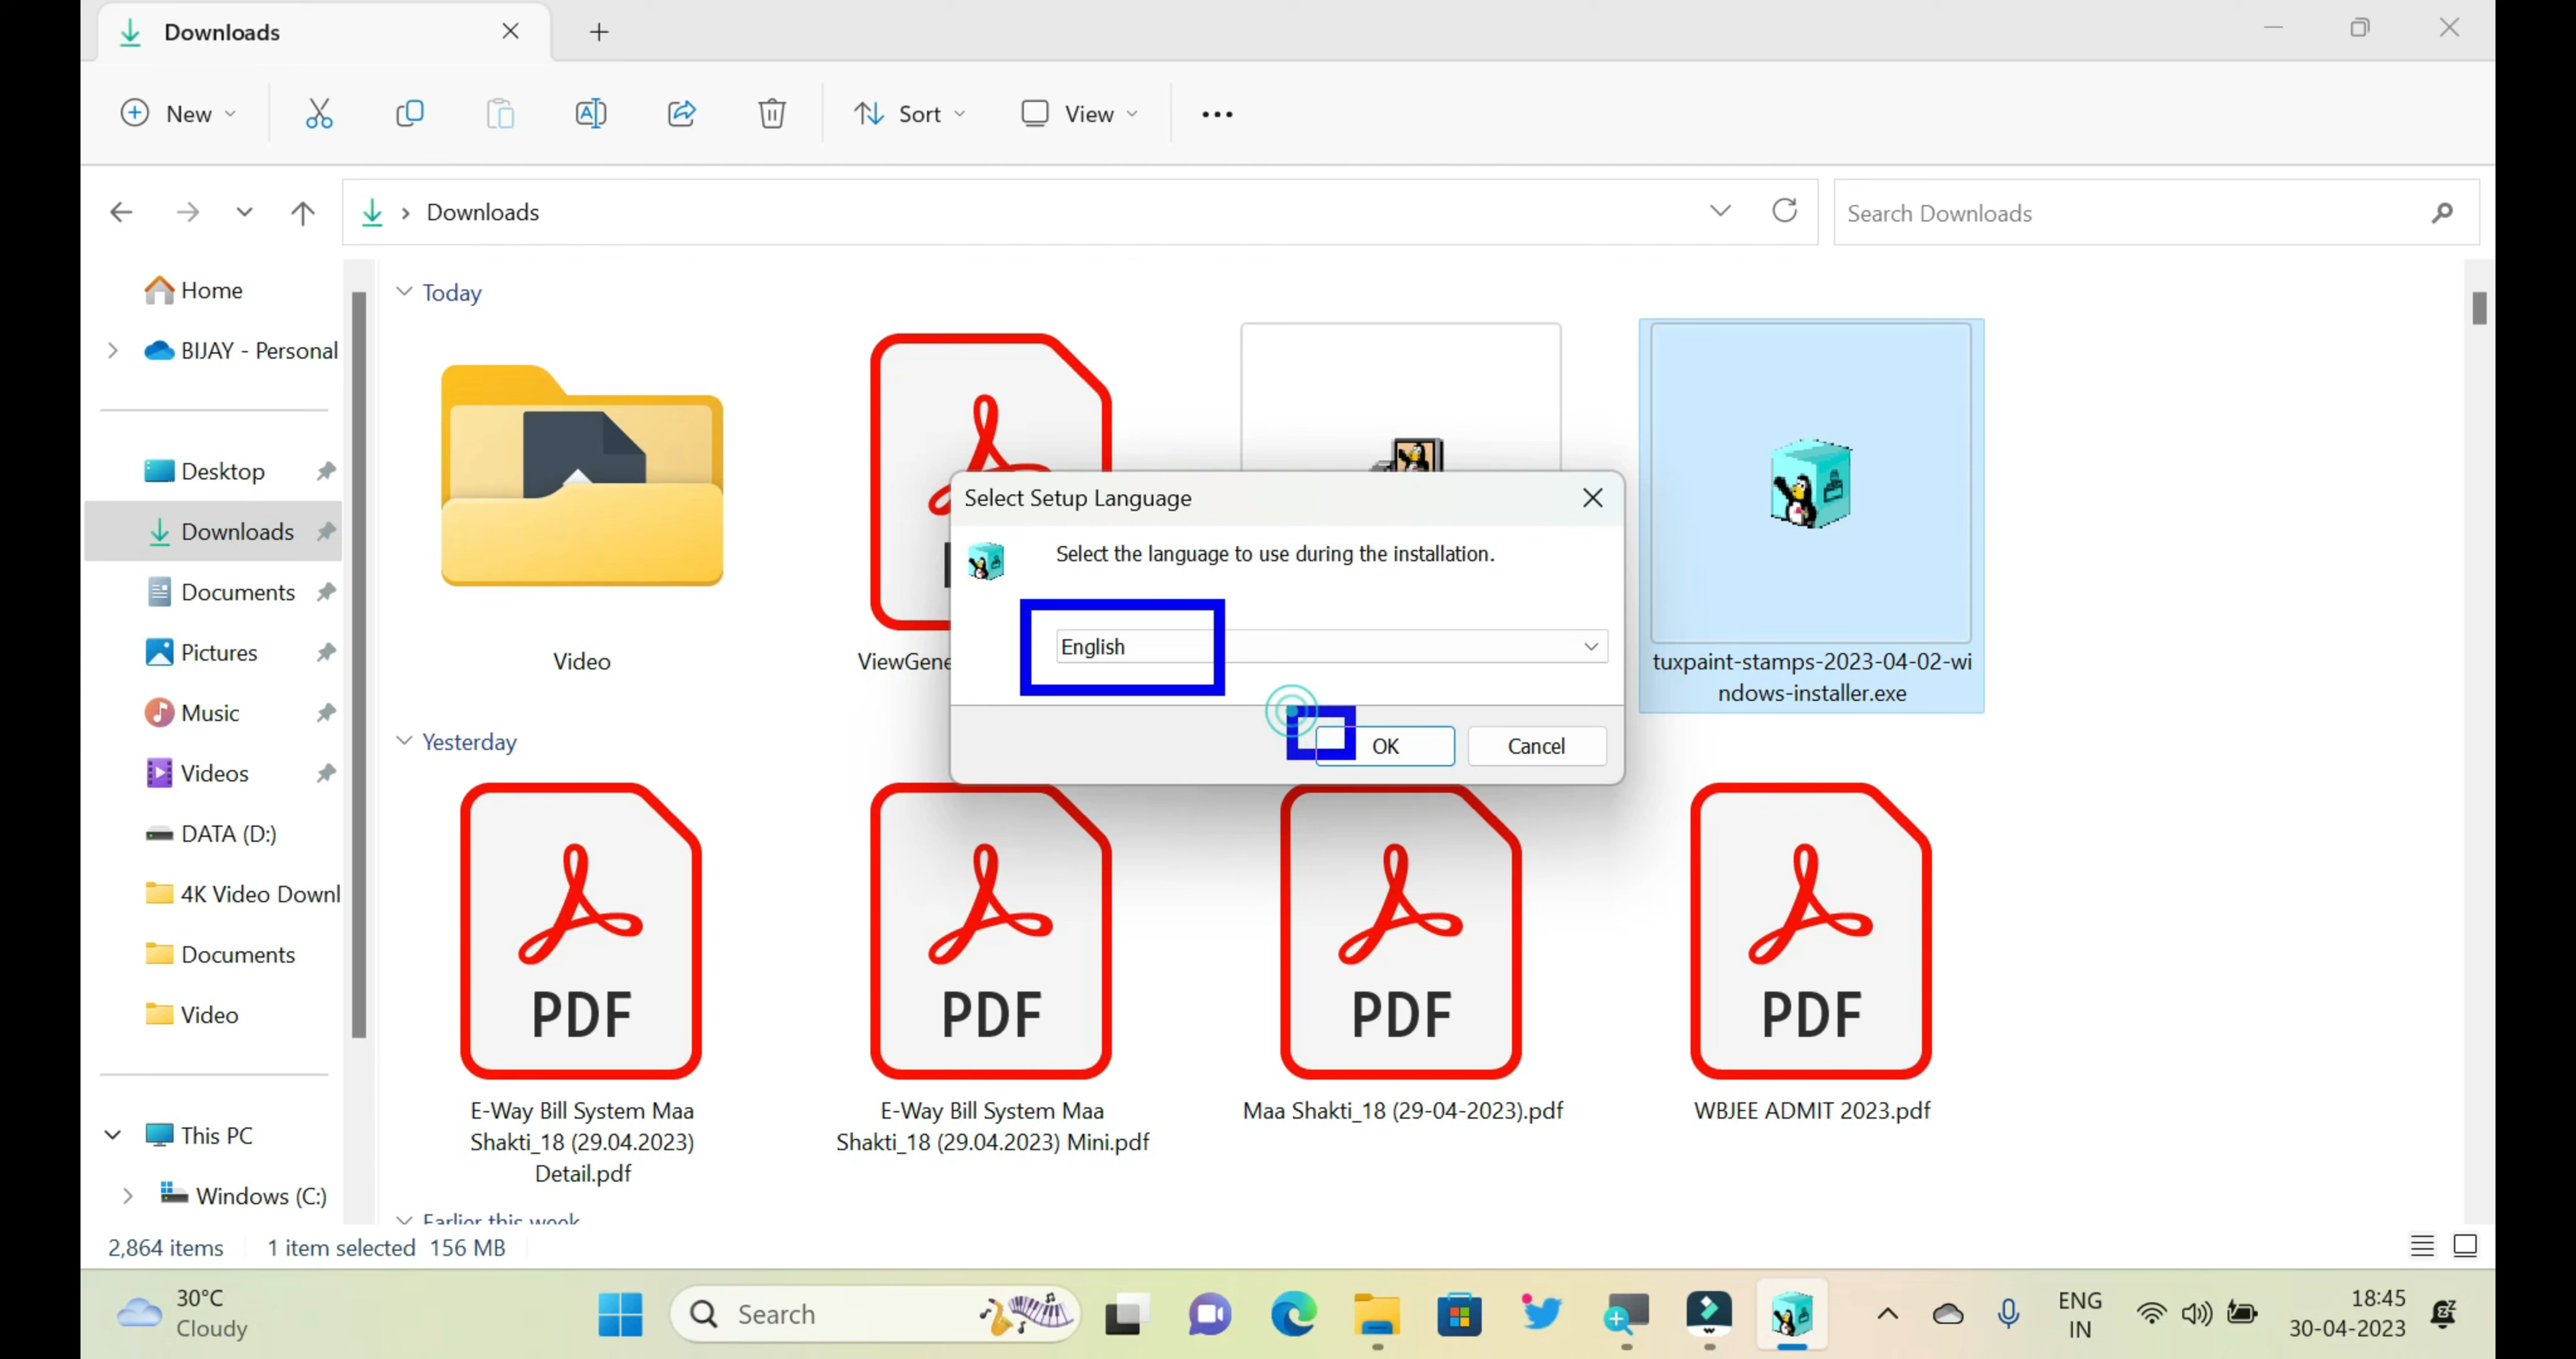 Downloads
New
Sort
View
Downloads
Search Downloads
Home
BIJAY - Personal
Desktop
Downloads
Documents
Pictures
Music
Videos
DATA (D:)
4K Video Downl
Documents
Video
This PC
Windows (C:)
Today
Video
ViewGene
tuxpaint-stamps-2023-04-02-wi
ndows-installer.exe
Select Setup Language
Select the language to use during the installation.
English
OK
Cancel
Yesterday
PDF
PDF
PDF
PDF
E-Way Bill System Maa
Shakti_18 (29.04.2023)
Detail.pdf
E-Way Bill System Maa
Shakti_18 (29.04.2023) Mini.pdf
Maa Shakti_18 (29-04-2023).pdf
WBJEE ADMIT 2023.pdf
Earlier this week
2,864 items
1 item selected 156 MB
30°C
Cloudy
Search
ENG
IN
18:45
30-04-2023